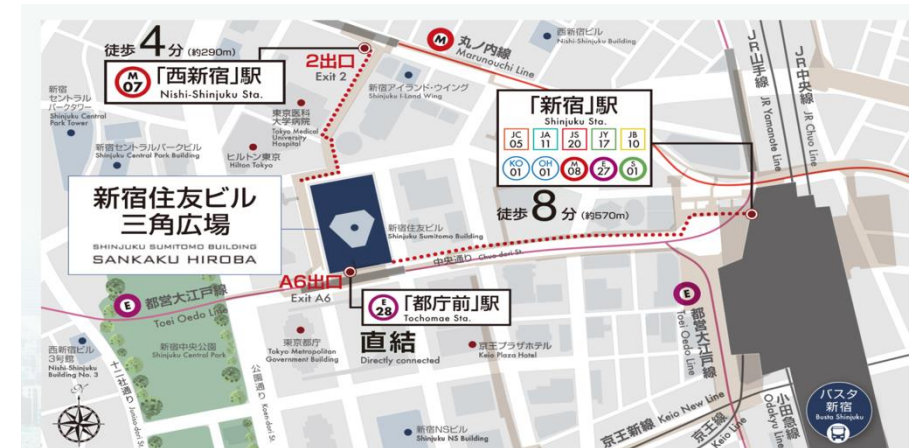 徒歩4分(約290m)
M
07
「西新宿」駅
Nishi-Shinjuku Sta.
2出口
Exit 2
M
丸ノ内線
Marunouchi Line
西新宿ビル
Nishi-Shinjuku Building
新宿
セントラル
パークタワー
Shinjuku Central
Park Tower
新宿セントラルパークビル
Shinjuku Central Park Building
東京医科
大学病院
Tokyo Medical
University
Hospital
ヒルトン東京
Hilton Tokyo
新宿アイランド・ウイング
Shinjuku I-Land Wing
「新宿」駅
Shinjuku Sta.
JC
05
JA
11
JS
20
JY
17
JB
10
KO
01
OH
01
M
08
E
27
S
01
徒歩8分(約570m)
JR山手線
JR Yamanote Line
JR中央線
JR Chuo Line
新宿住友ビル
三角広場
SHINJUKU SUMITOMO BUILDING
SANKAKU HIROBA
新宿住友ビル
Shinjuku Sumitomo Building
中央通り Chuo-dori St.
A6出口
Exit A6
E
28
「都庁前」駅
Tochomae Sta.
直結
Directly connected
E
都営大江戸線
Toei Oedo Line
西新宿ビル
3号館
Nishi-Shinjuku
Building No. 3
新宿中央公園
Shinjuku Central Park
十二社通り Juniso-dori St.
公園通り Koen-dori St.
東京都庁
Tokyo Metropolitan
Government Building
京王プラザホテル
Keio Plaza Hotel
E
都営大江戸線
Toei Oedo Line
新宿NSビル
Shinjuku NS Building
京王新線 Keio New Line
京王線 Keio
小田急線
Odakyu Line
バスタ
新宿
Busta Shinjuku